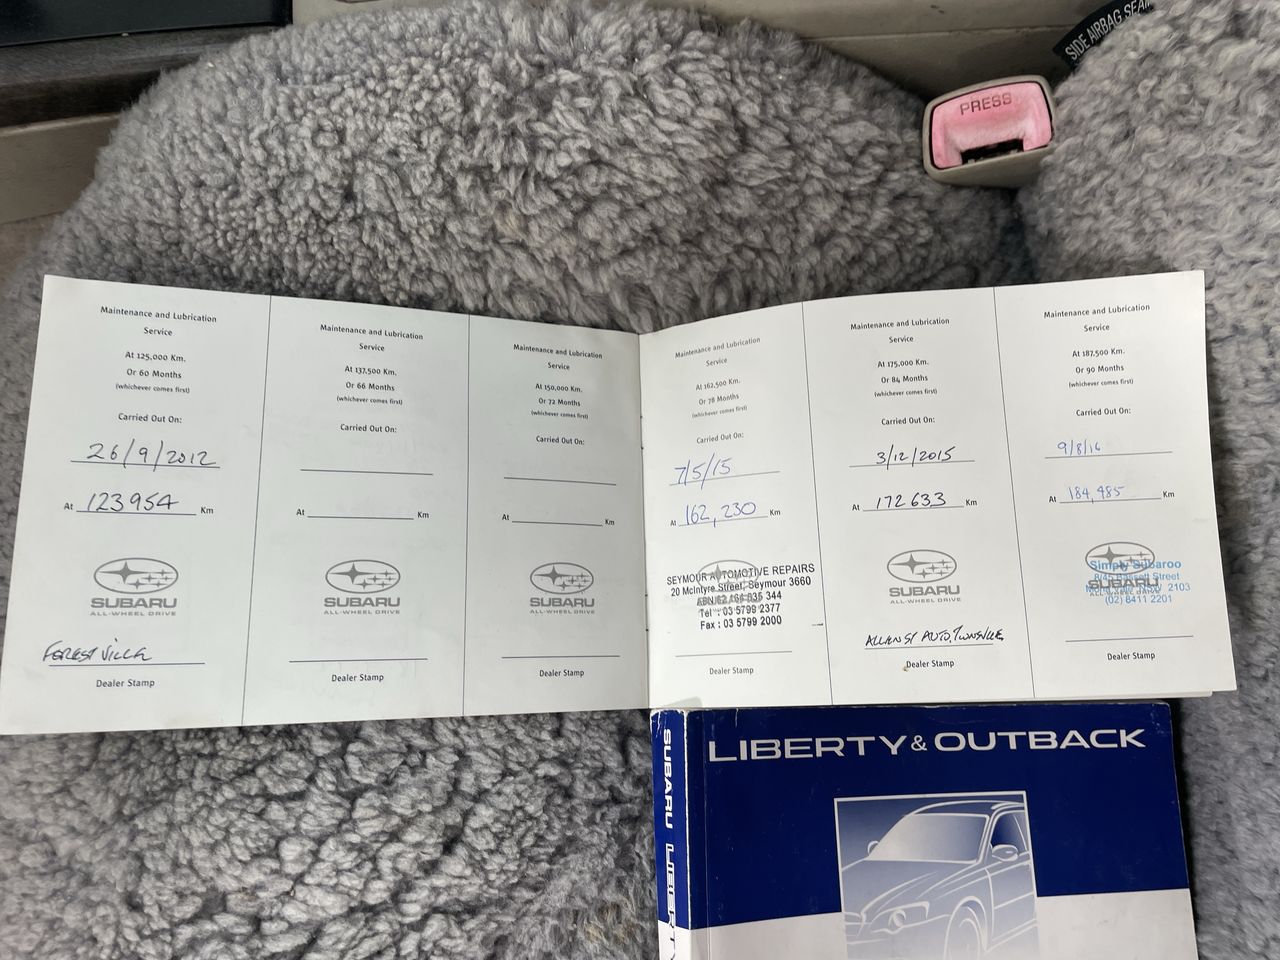 SIDE AIRBAG
PRESS
Maintenance and Lubrication
Service
At 125,000 Km.
Or 60 Months
(whichever comes first)
Carried Out On:
26/9/2012
At 123954 Km
SUBARU
ALL-WHEEL DRIVE
FORESTVILLE
Dealer Stamp
Maintenance and Lubrication
Service
At 137,500 Km.
Or 66 Months
(whichever comes first)
Carried Out On:
At Km
SUBARU
ALL-WHEEL DRIVE
Dealer Stamp
Maintenance and Lubrication
Service
At 150,000 Km.
Or 72 Months
(whichever comes first)
Carried Out On:
At Km
SUBARU
ALL-WHEEL DRIVE
Dealer Stamp
Maintenance and Lubrication
Service
At 162,500 Km.
Or 78 Months
(whichever comes first)
Carried Out On:
7/5/15
At 162,230 Km
SEYMOUR AUTOMOTIVE REPAIRS
20 McIntyre Street, Seymour 3660
ABN 344
Tel : 03 5799 2377
Fax : 03 5799 2000
Dealer Stamp
Maintenance and Lubrication
Service
At 175,000 Km.
Or 84 Months
(whichever comes first)
Carried Out On:
3/12/2015
At 172633 Km
SUBARU
ALL-WHEEL DRIVE
ALLEN ST AUTO, TWNSVILLE
Dealer Stamp
Maintenance and Lubrication
Service
At 187,500 Km.
Or 90 Months
(whichever comes first)
Carried Out On:
9/8/16
At 184,485 Km
Simply Subaroo
Street
2103
(02) 8411 2201
SUBARU
Dealer Stamp
LIBERTY & OUTBACK
SUBARU